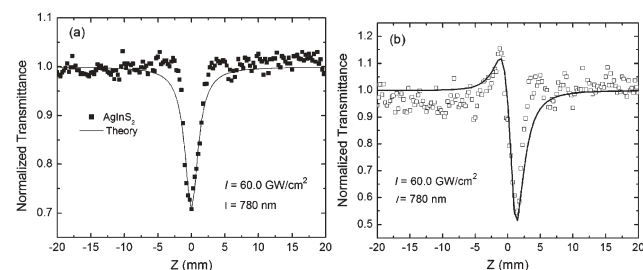 (a)
Normalized Transmittance
1.1
1.0
0.9
0.8
0.7
AgInS₂
Theory
I = 60.0 GW/cm²
l = 780 nm
-20 -15 -10 -5 0 5 10 15 20
Z (mm)
(b)
Normalized Transmittance
1.2
1.1
1.0
0.9
0.8
0.7
0.6
0.5
I = 60.0 GW/cm²
l = 780 nm
-20 -15 -10 -5 0 5 10 15 20
Z (mm)